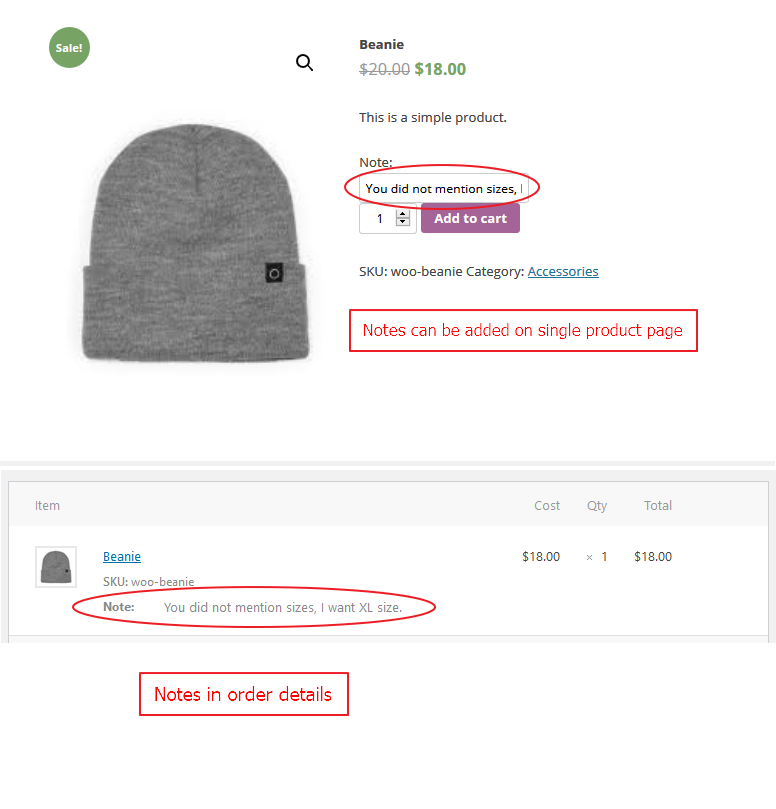 Sale!
Beanie
$20.00 $18.00
This is a simple product.
Note:
You did not mention sizes,
1 Add to cart
SKU: woo-beanie Category: Accessories
Notes can be added on single product page
Item Cost Qty Total
Beanie $18.00 × 1 $18.00
SKU: woo-beanie
Note: You did not mention sizes, I want XL size.
Notes in order details